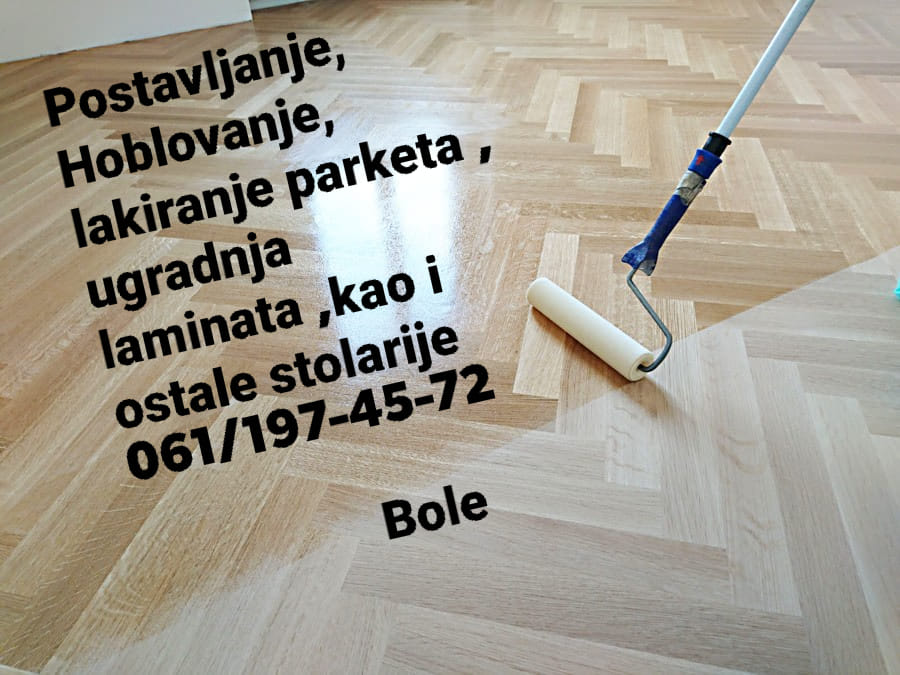 Postavljanje,
Hoblovanje,
lakiranje parketa ,
ugradnja
laminata ,kao i
ostale stolarije
061/197-45-72
Bole